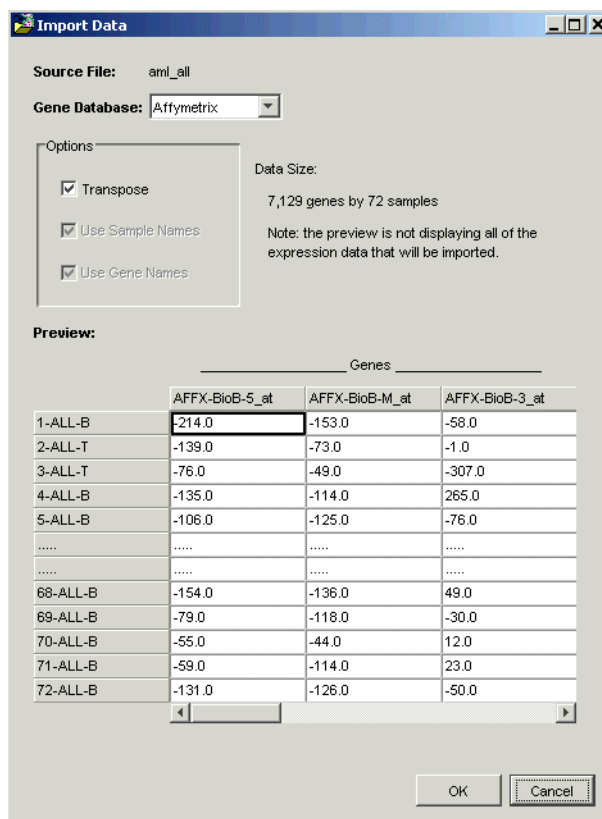 Import Data
Source File: aml_all
Gene Database: Affymetrix
Options
Transpose
Use Sample Names
Use Gene Names
Data Size:
7,129 genes by 72 samples
Note: the preview is not displaying all of the
expression data that will be imported.
Preview:
Genes
AFFX-BioB-5_at AFFX-BioB-M_at AFFX-BioB-3_at
1-ALL-B -214.0 -153.0 -58.0
2-ALL-T -139.0 -73.0 -1.0
3-ALL-T -76.0 -49.0 -307.0
4-ALL-B -135.0 -114.0 265.0
5-ALL-B -106.0 -125.0 -76.0
..... ..... ..... .....
..... ..... ..... .....
68-ALL-B -154.0 -136.0 49.0
69-ALL-B -79.0 -118.0 -30.0
70-ALL-B -55.0 -44.0 12.0
71-ALL-B -59.0 -114.0 23.0
72-ALL-B -131.0 -126.0 -50.0
OK Cancel